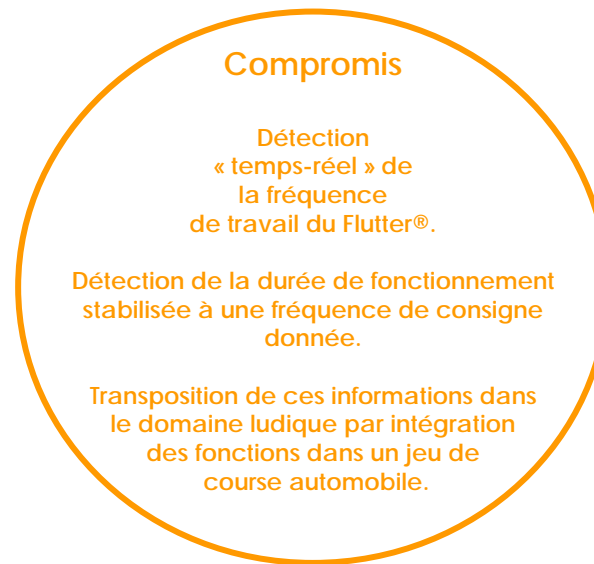 Compromis
Détection
« temps-réel » de
la fréquence
de travail du Flutter®.
Détection de la durée de fonctionnement
stabilisée à une fréquence de consigne
donnée.
Transposition de ces informations dans
le domaine ludique par intégration
des fonctions dans un jeu de
course automobile.